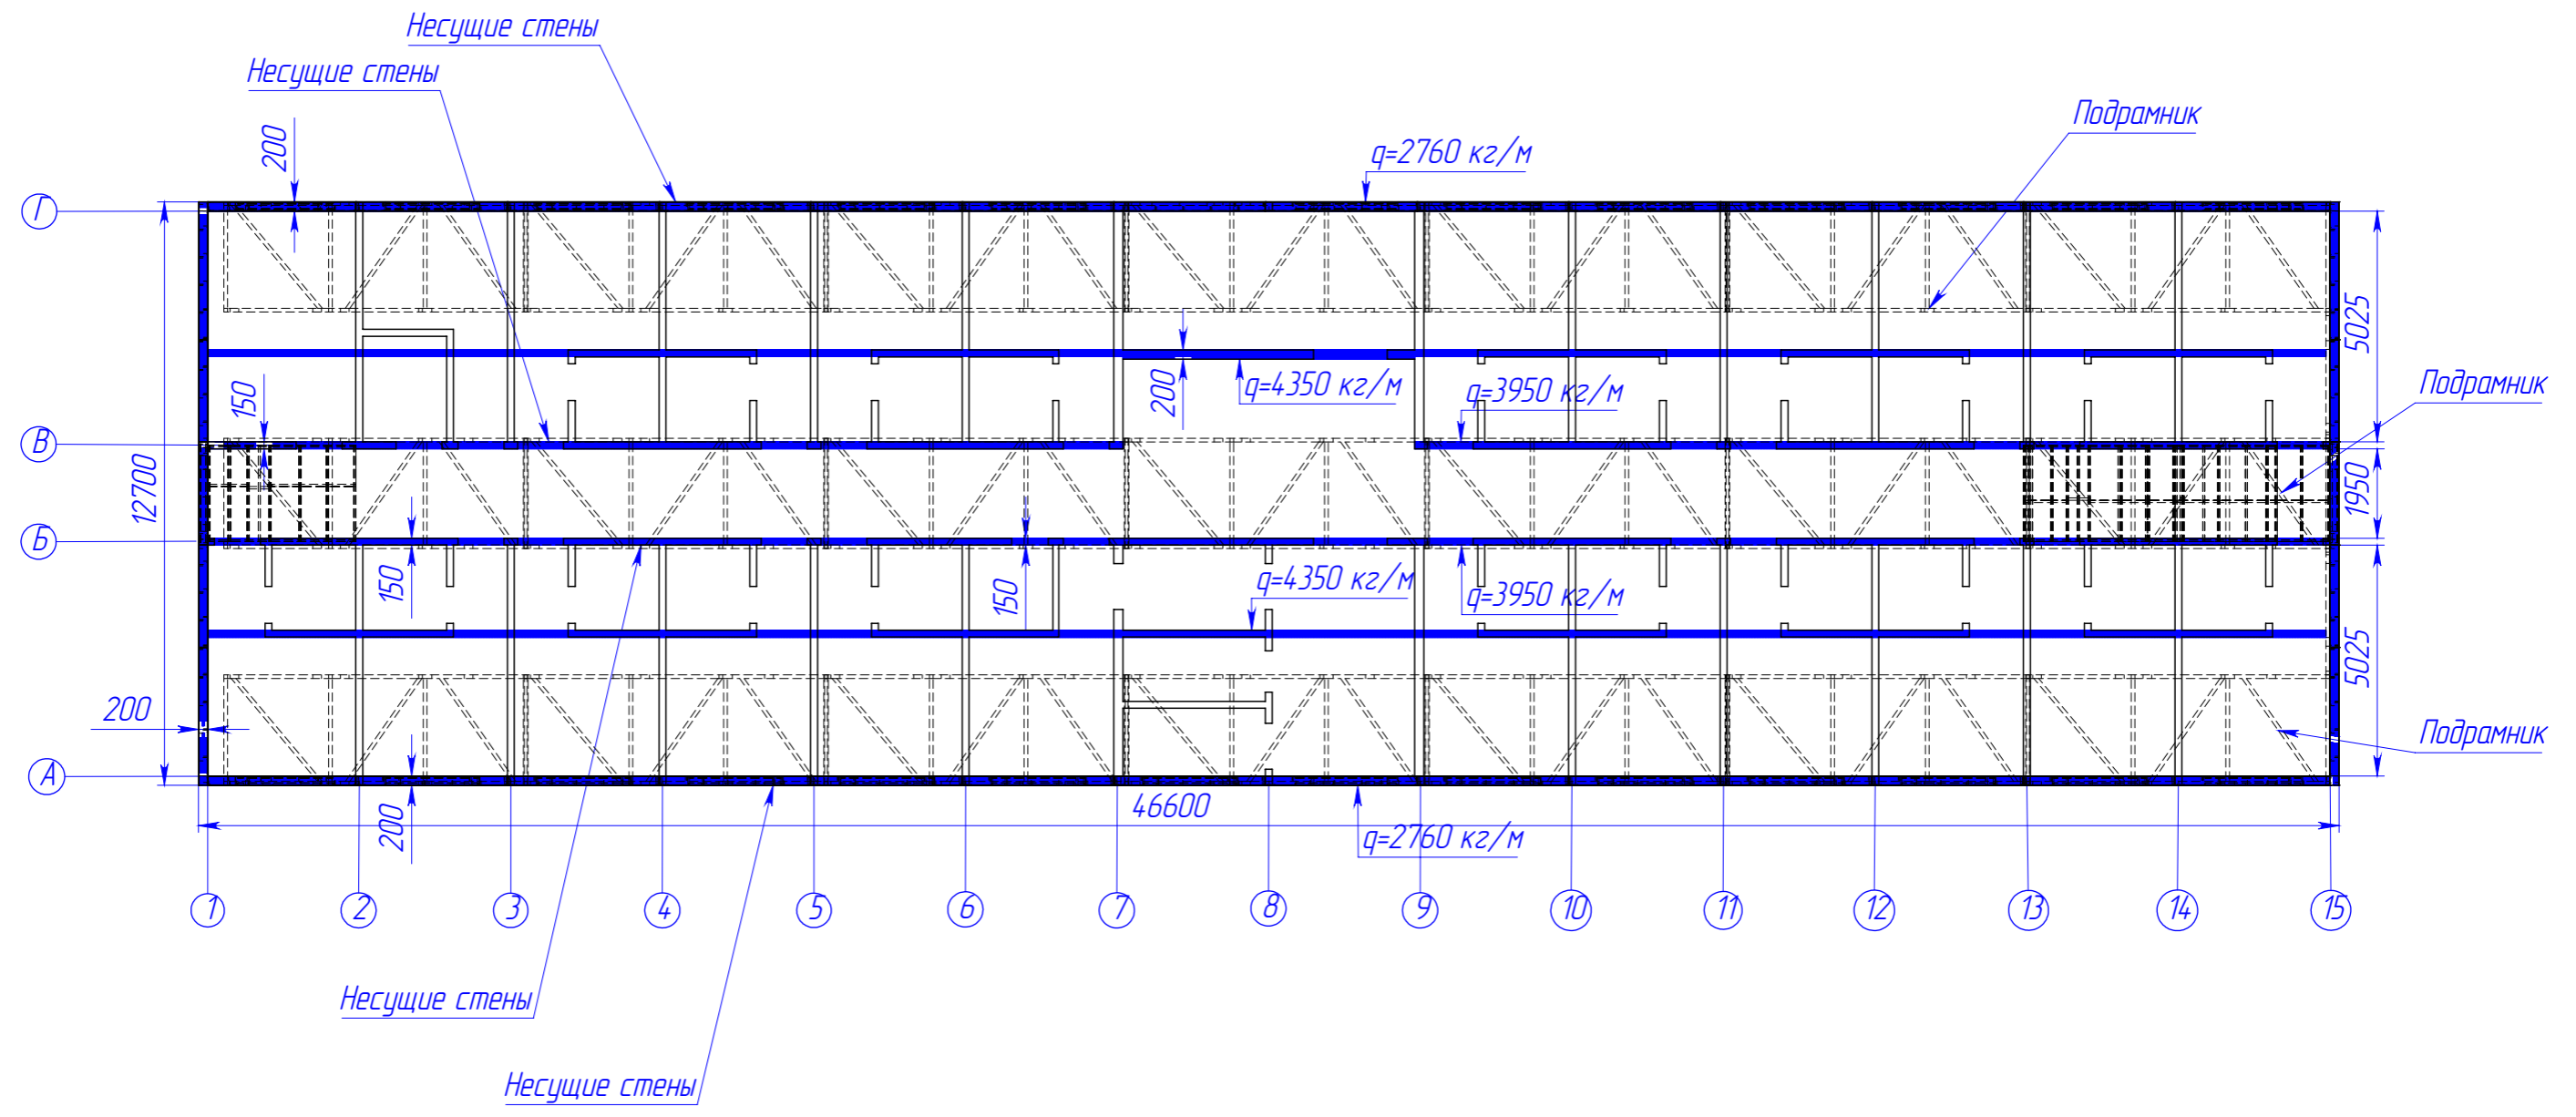 Несущие стены
Несущие стены
Подрамник
200
q=2760 кг/м
Г
5025
200
q=4350 кг/м
q=3950 кг/м
Подрамник
150
В
12700
1950
Б
150
150
q=4350 кг/м
q=3950 кг/м
5025
200
Подрамник
А
200
46600
q=2760 кг/м
1
2
3
4
5
6
7
8
9
10
11
12
13
14
15
Несущие стены
Несущие стены